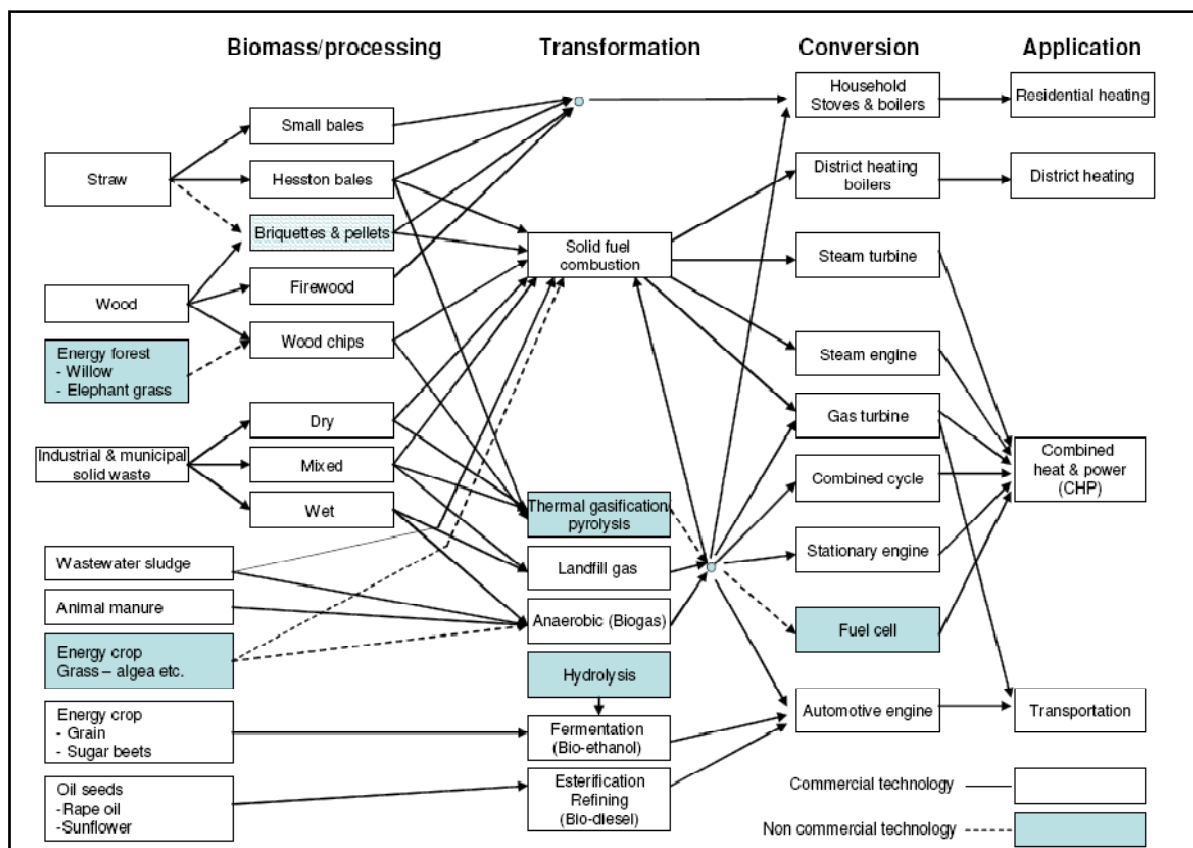 Biomass/processing
Transformation
Conversion
Application
Straw
Wood
Energy forest
- Willow
- Elephant grass
Industrial & municipal
solid waste
Wastewater sludge
Animal manure
Energy crop
Grass – algea etc.
Energy crop
- Grain
- Sugar beets
Oil seeds
-Rape oil
-Sunflower
Small bales
Hesston bales
Briquettes & pellets
Firewood
Wood chips
Dry
Mixed
Wet
Solid fuel
combustion
Thermal gasification/
pyrolysis
Landfill gas
Anaerobic (Biogas)
Hydrolysis
Fermentation
(Bio-ethanol)
Esterification
Refining
(Bio-diesel)
Household
Stoves & boilers
District heating
boilers
Steam turbine
Steam engine
Gas turbine
Combined cycle
Stationary engine
Fuel cell
Automotive engine
Residential heating
District heating
Combined
heat & power
(CHP)
Transportation
Commercial technology
Non commercial technology